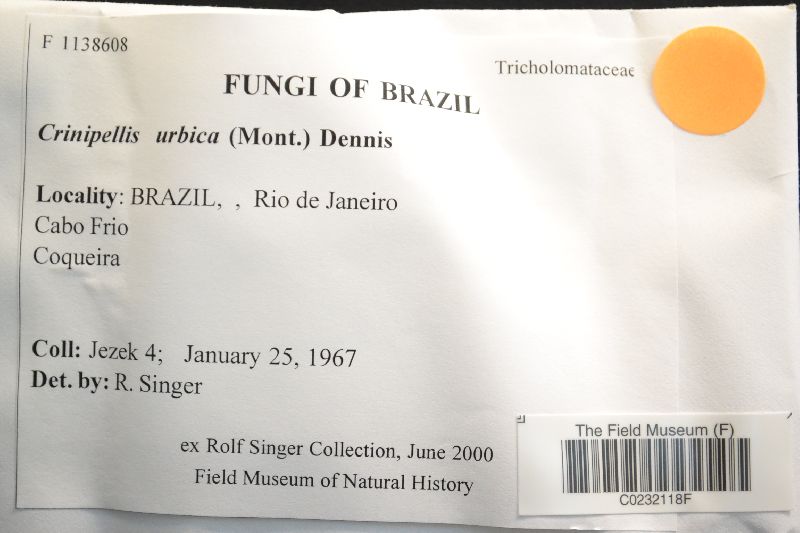 F 1138608
Tricholomataceae
FUNGI OF BRAZIL
Crinipellis urbica (Mont.) Dennis
Locality: BRAZIL, , Rio de Janeiro
Cabo Frio
Coqueira
Coll: Jezek 4; January 25, 1967
Det. by: R. Singer
ex Rolf Singer Collection, June 2000
Field Museum of Natural History
The Field Museum (F)
C0232118F